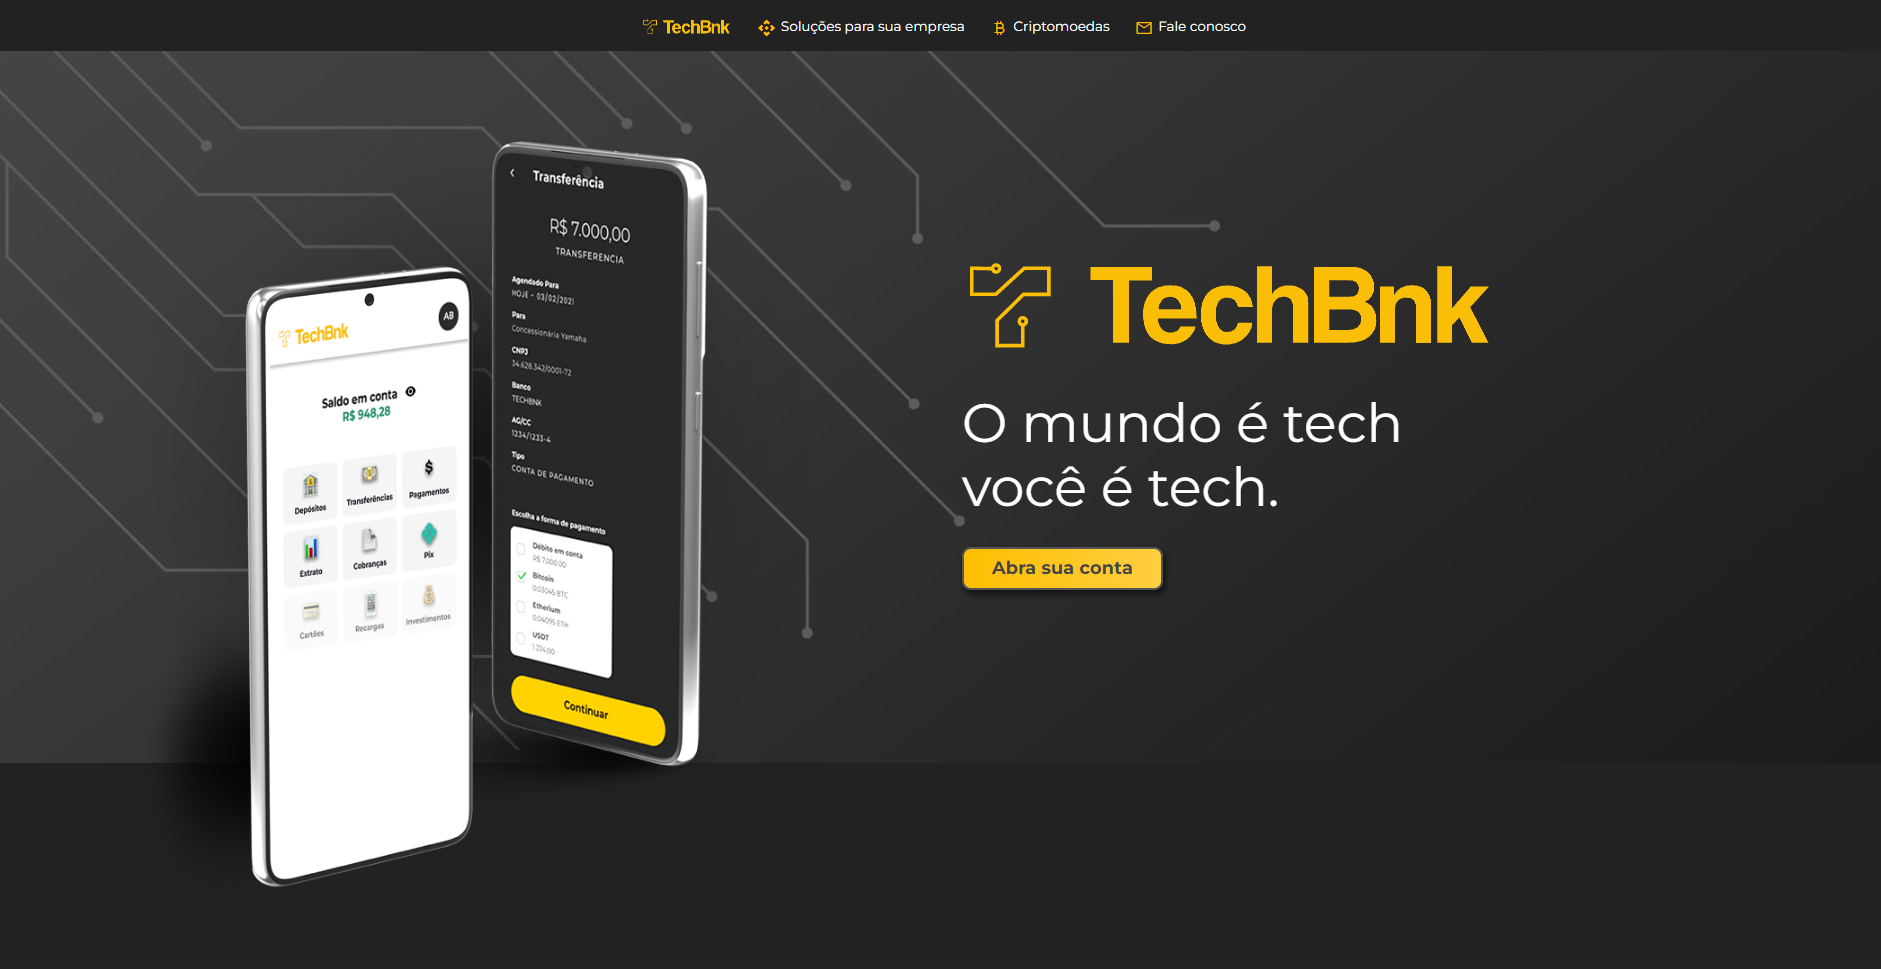 TechBnk
Soluções para sua empresa
Criptomoedas
Fale conosco
Transferência
R$ 7.000,00
TRANSFERENCIA
Agendado Para
HOJE - 03/02/2021
Para
Concessionária Yamaha
CNPJ
34.628.342/0001-72
Banco
TECHBNK
AG/CC
1234/1233-4
Tipo
CONTA DE PAGAMENTO
Escolha a forma de pagamento
Débito em conta
R$ 7.000,00
Bitcoin
0.03045 BTC
Etherium
0.04095 ETH
USDT
1.224,00
Continuar
AB
TechBnk
Saldo em conta
R$ 948,28
Depósitos
Transferências
Pagamentos
Extrato
Cobranças
Pix
Cartões
Recargas
Investimentos
TechBnk
O mundo é tech
você é tech.
Abra sua conta